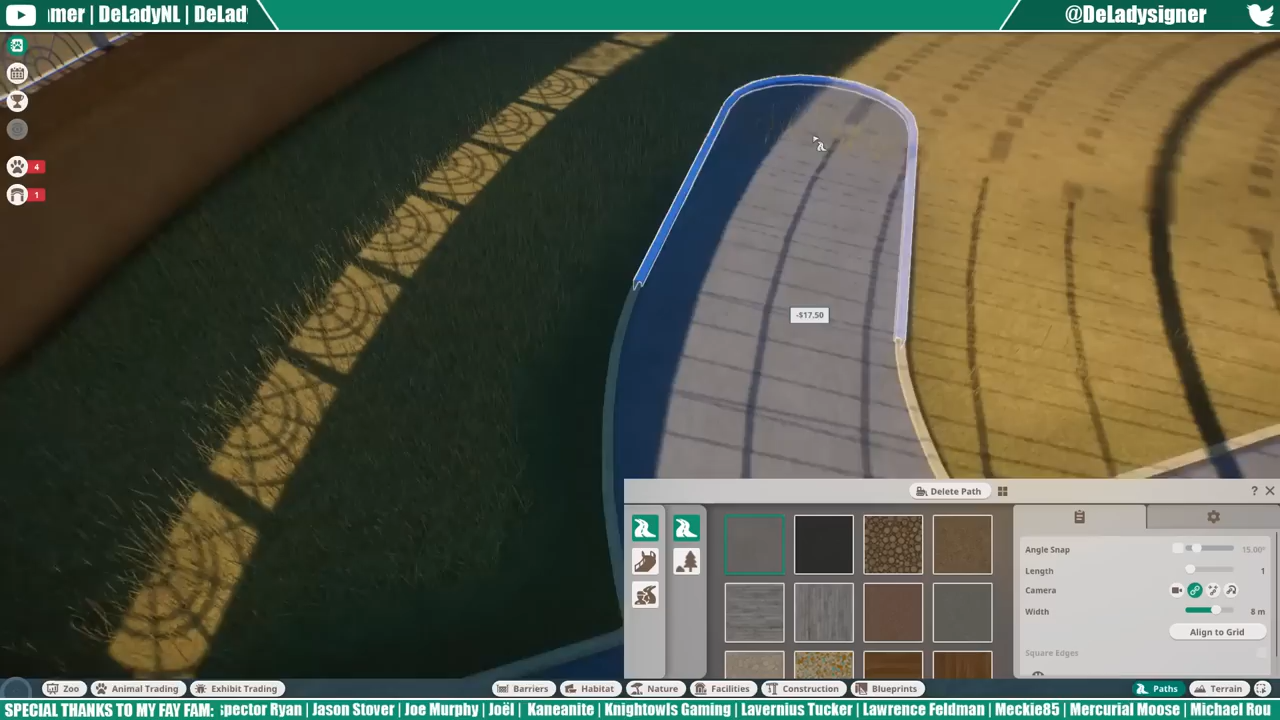 mer | DeLadyNL | DeLad
@DeLadysigner
4
1
-$17.50
Delete Path
?
Angle Snap 15.00°
Length 1
Camera
Width 8 m
Align to Grid
Square Edges
Zoo Animal Trading Exhibit Trading Barriers Habitat Nature Facilities Construction Blueprints Paths Terrain
SPECIAL THANKS TO MY FAY FAM: spector Ryan | Jason Stover | Joe Murphy | Joël | Kaneanite | Knightowls Gaming | Lavernius Tucker | Lawrence Feldman | Meckie85 | Mercurial Moose | Michael Rou